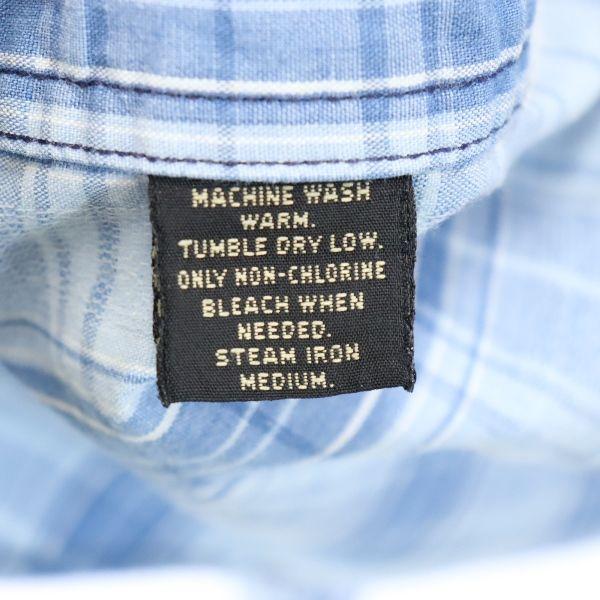 MACHINE WASH
WARM.
TUMBLE DRY LOW.
ONLY NON-CHLORINE
BLEACH WHEN
NEEDED.
STEAM IRON
MEDIUM.